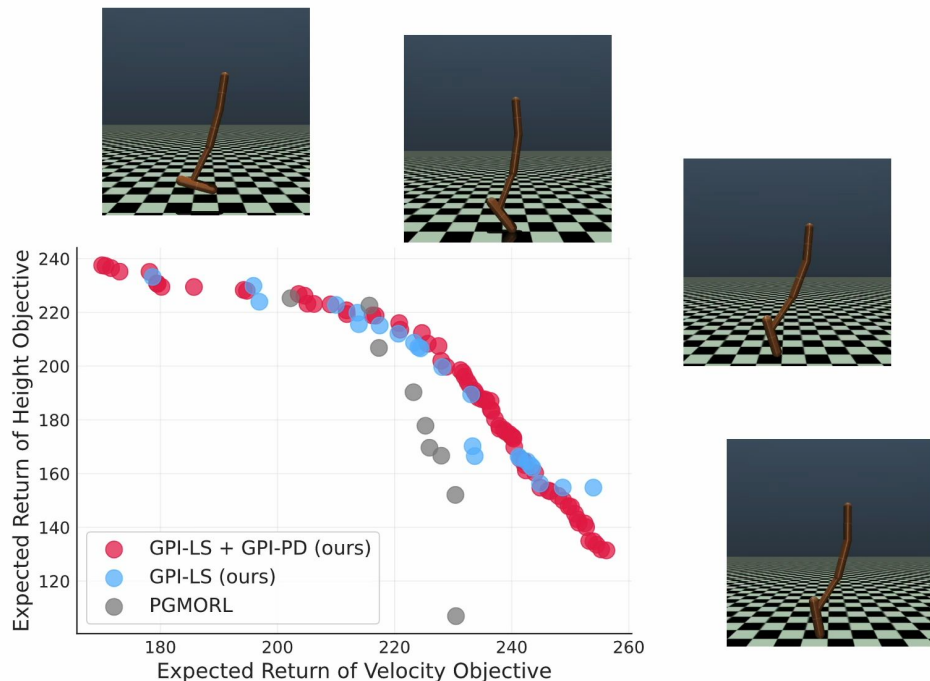 Expected Return of Height Objective
240
220
200
180
160
140
120
GPI-LS + GPI-PD (ours)
GPI-LS (ours)
PGMORL
180
200
220
240
260
Expected Return of Velocity Objective